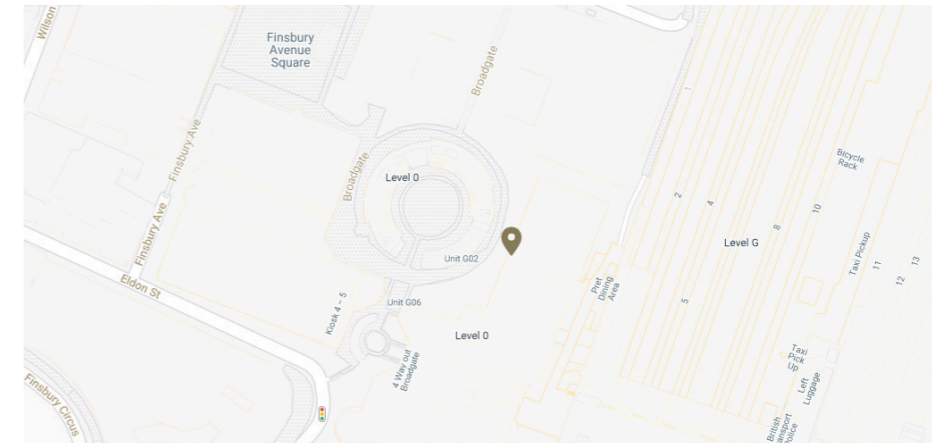 Wilson
Finsbury
Avenue
Square
Broadgate
Finsbury Ave
Broadgate
Level 0
1
Bicycle
Rack
2
4
8
10
Level G
Taxi Pickup
11
12
13
Finsbury Ave
Unit G02
Eldon St
Kiosk 4 – 5
Unit G06
Pret
Dining
Area
5
Level 0
4 Way out
Broadgate
Taxi
Pick
Up
Left
Luggage
Finsbury Circus
British